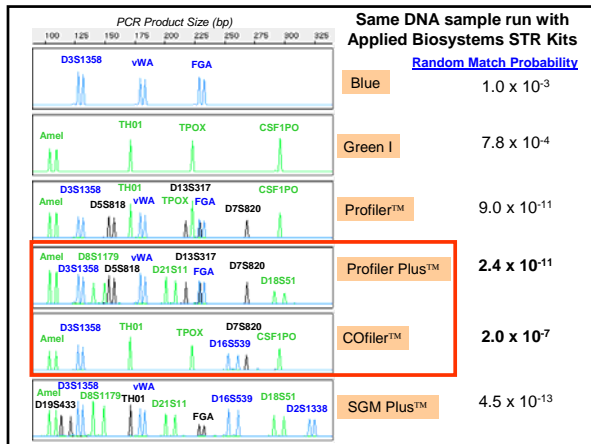 PCR Product Size (bp)
100 125 150 175 200 225 250 275 300 325
Same DNA sample run with
Applied Biosystems STR Kits
Random Match Probability
D3S1358 vWA FGA
Blue
1.0 x 10-3
Amel TH01 TPOX CSF1PO
Green I
7.8 x 10-4
D3S1358 TH01 D13S317 CSF1PO
Amel D5S818 vWA TPOX FGA D7S820
Profiler™
9.0 x 10-11
Amel D8S1179 vWA D13S317
D3S1358 D5S818 D21S11 FGA D7S820 D18S51
Profiler Plus™
2.4 x 10-11
Amel D3S1358 TH01 TPOX D7S820 CSF1PO
D16S539
COfiler™
2.0 x 10-7
D3S1358 vWA
Amel D8S1179 D21S11 D16S539 D18S51
D19S433 TH01 FGA D2S1338
SGM Plus™
4.5 x 10-13